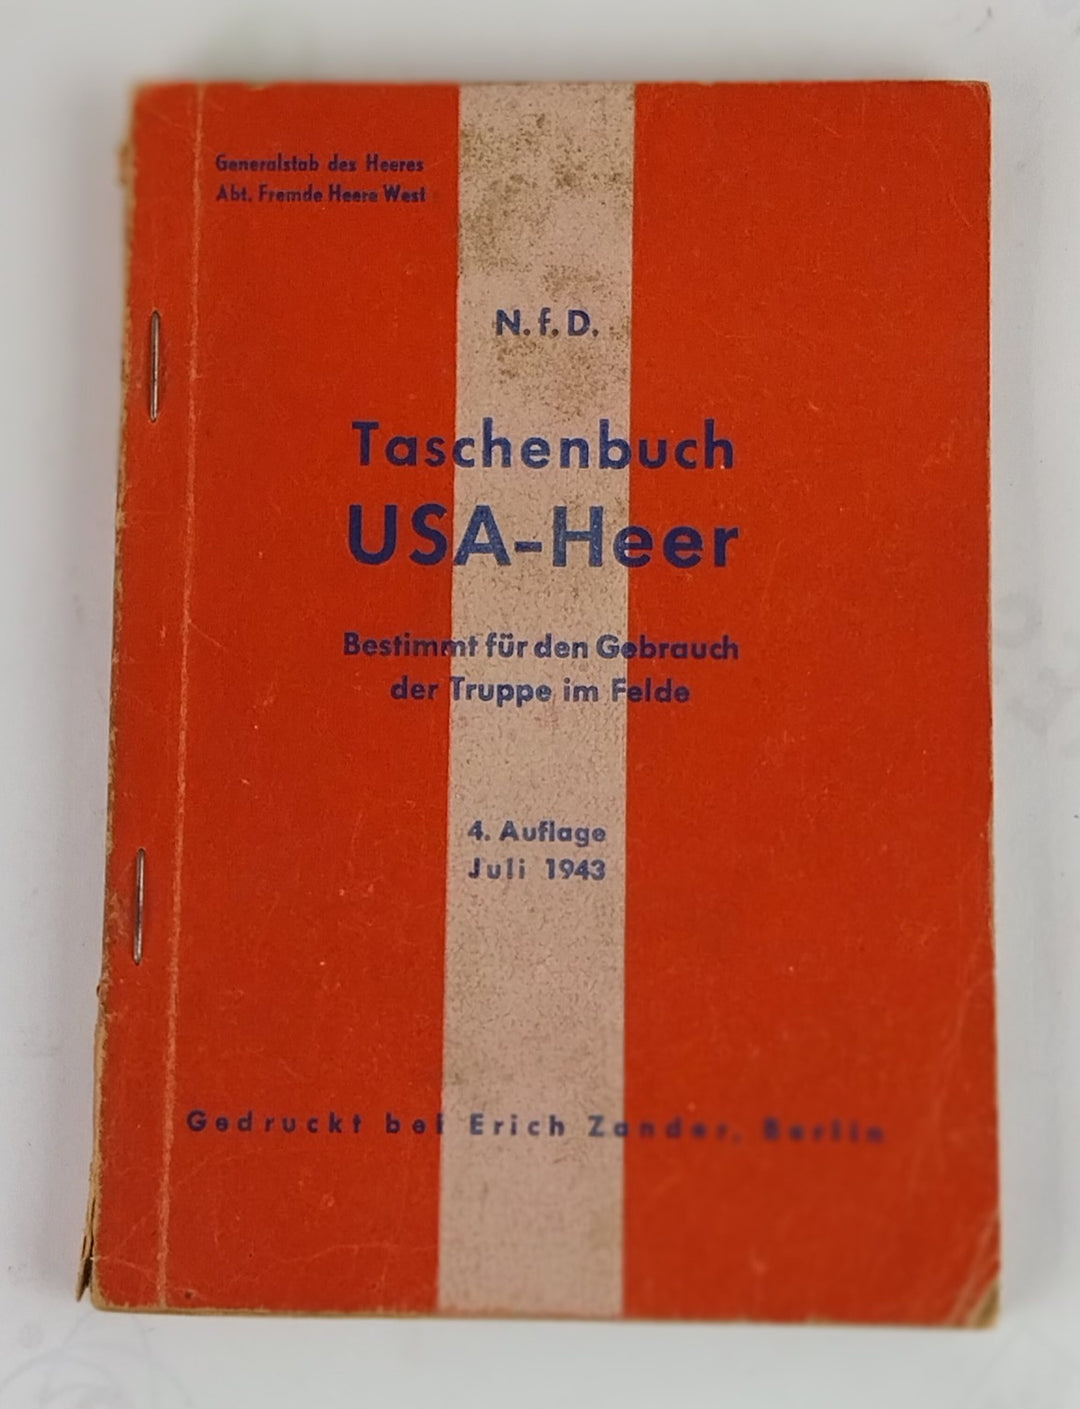 Generalstab des Heeres
Abt. Fremde Heere West
N. f. D.
Taschenbuch
USA-Heer
Bestimmt für den Gebrauch
der Truppe im Felde
4. Auflage
Juli 1943
Gedruckt bei Erich Zander, Berlin